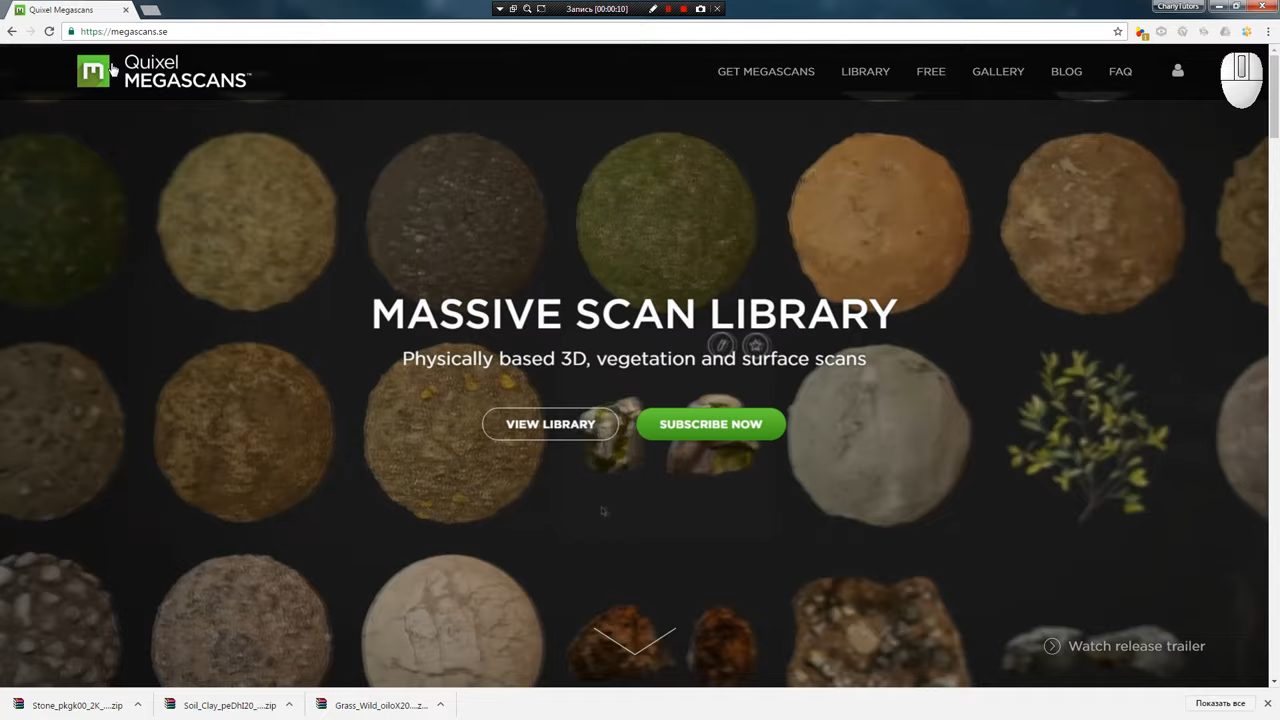 Quixel Megascans
Запись [00:00:10]
CharlyTutors
https://megascans.se
Quixel
MEGASCANS™
GET MEGASCANS LIBRARY FREE GALLERY BLOG FAQ
MASSIVE SCAN LIBRARY
Physically based 3D, vegetation and surface scans
VIEW LIBRARY SUBSCRIBE NOW
Watch release trailer
Stone_pkgk00_2K_....zip Soil_Clay_peDhI20_....zip Grass_Wild_oiloX20....z... Показать все